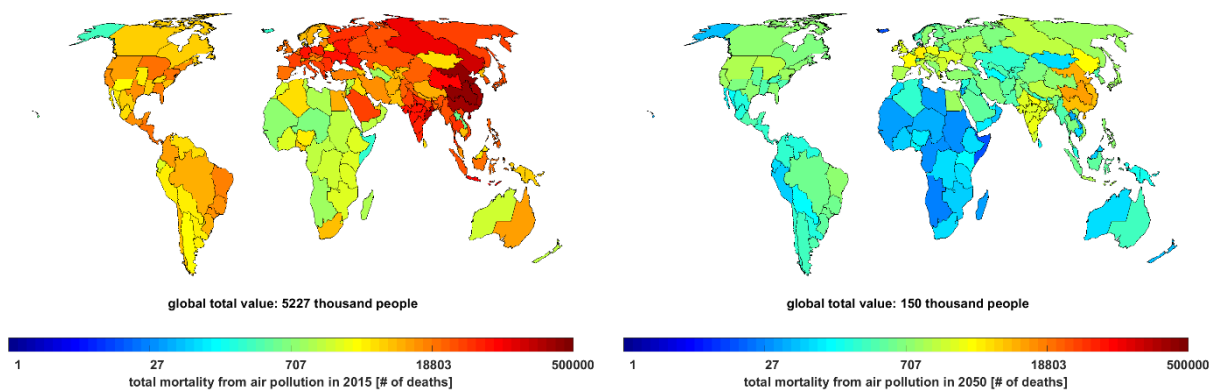 global total value: 5227 thousand people
1 27 707 18803 500000
total mortality from air pollution in 2015 [# of deaths]
global total value: 150 thousand people
1 27 707 18803 500000
total mortality from air pollution in 2050 [# of deaths]